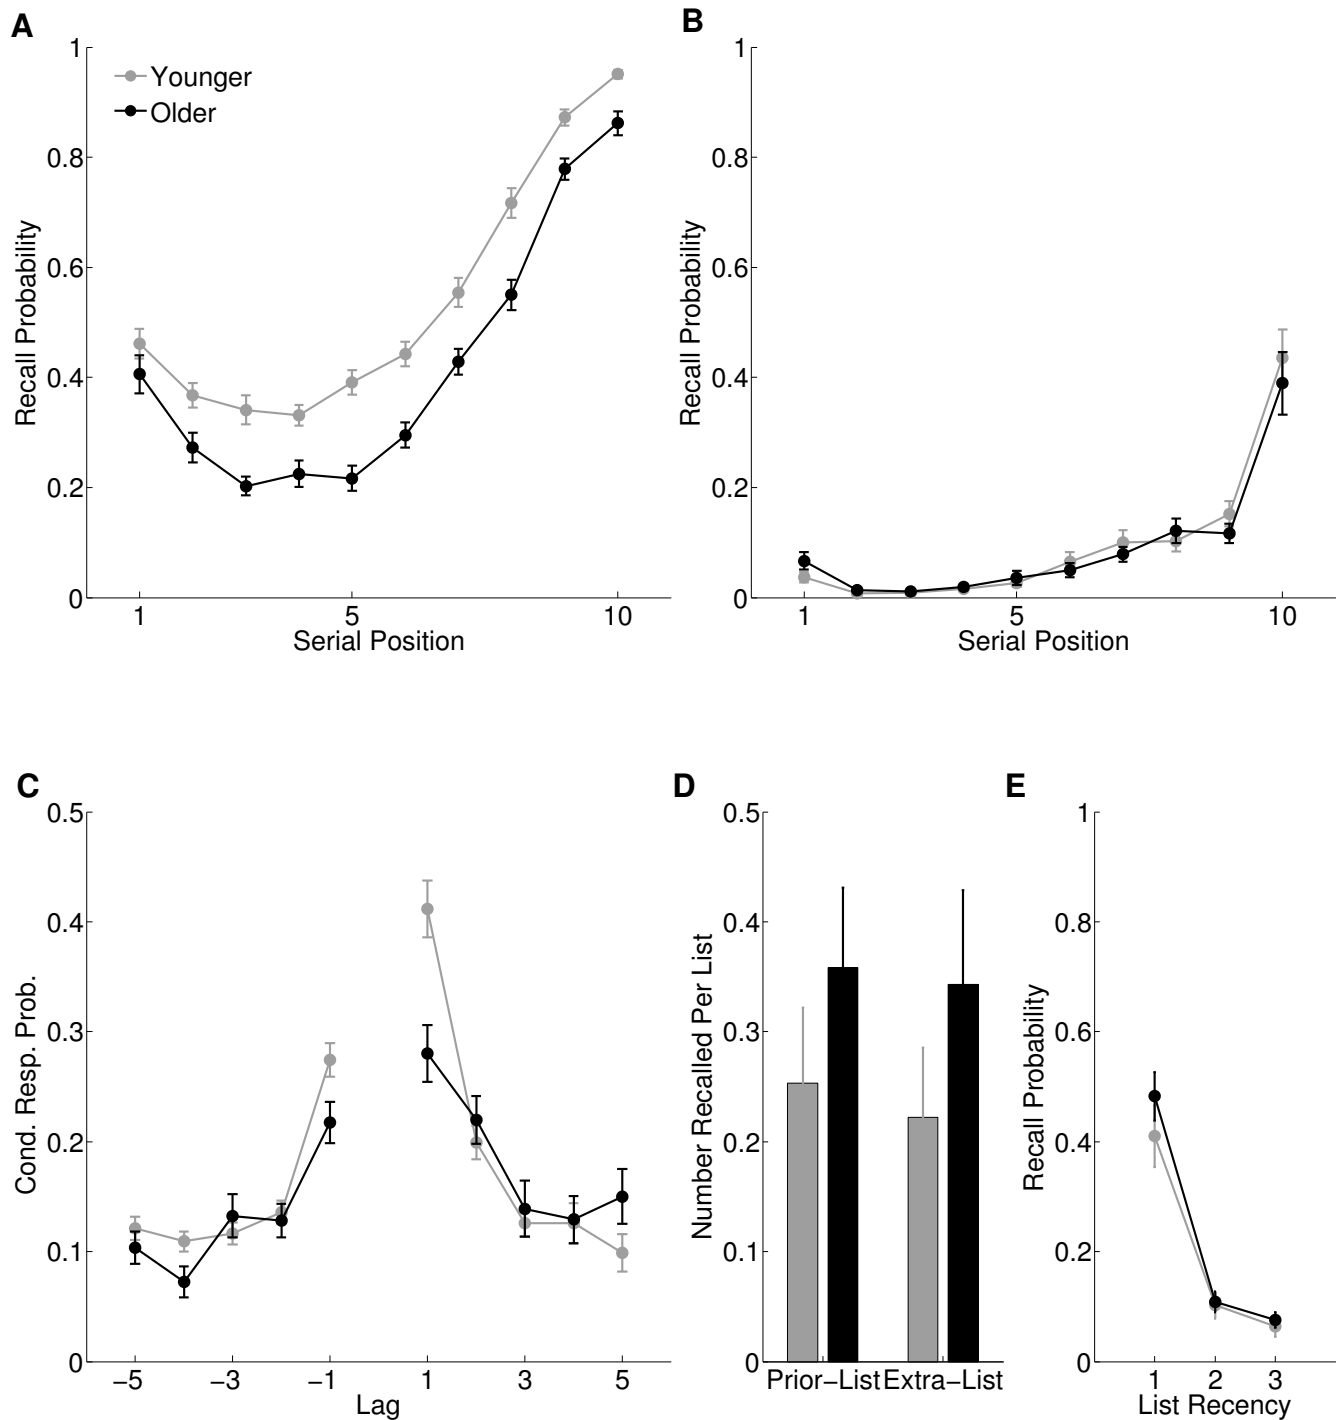 A
Recall Probability
1
0.8
0.6
0.4
0.2
0
Younger
Older
1
5
10
Serial Position
B
Recall Probability
1
0.8
0.6
0.4
0.2
0
1
5
10
Serial Position
C
Cond. Resp. Prob.
0.5
0.4
0.3
0.2
0.1
0
−5
−3
−1
1
3
5
Lag
D
Number Recalled Per List
0.5
0.4
0.3
0.2
0.1
0
Prior−List
Extra−List
E
Recall Probability
1
0.8
0.6
0.4
0.2
0
1
2
3
List Recency